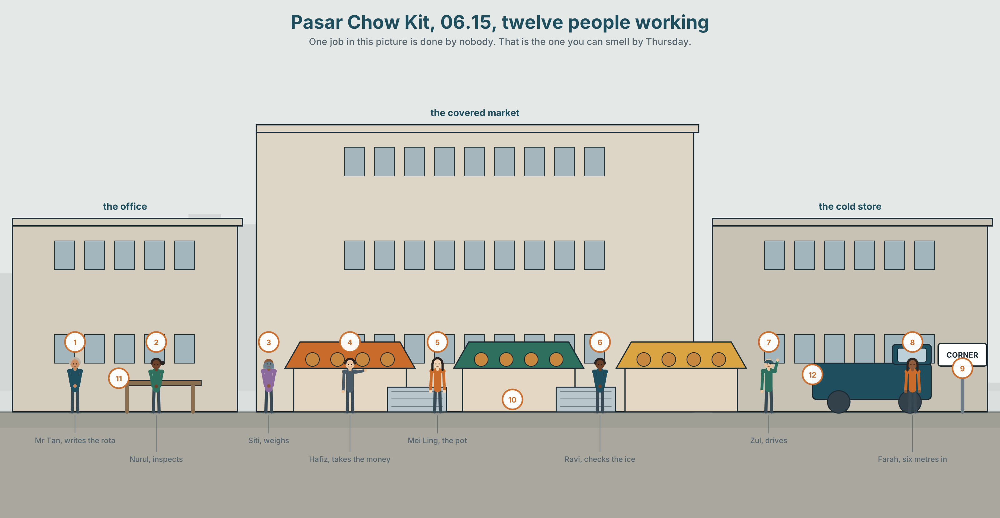 Pasar Chow Kit, 06.15, twelve people working
One job in this picture is done by nobody. That is the one you can smell by Thursday.
the covered market
the office
the cold store
1
2
3
4
5
6
7
8
CORNER
9
12
11
10
Mr Tan, writes the rota
Siti, weighs
Mei Ling, the pot
Zul, drives
Nurul, inspects
Hafiz, takes the money
Ravi, checks the ice
Farah, six metres in